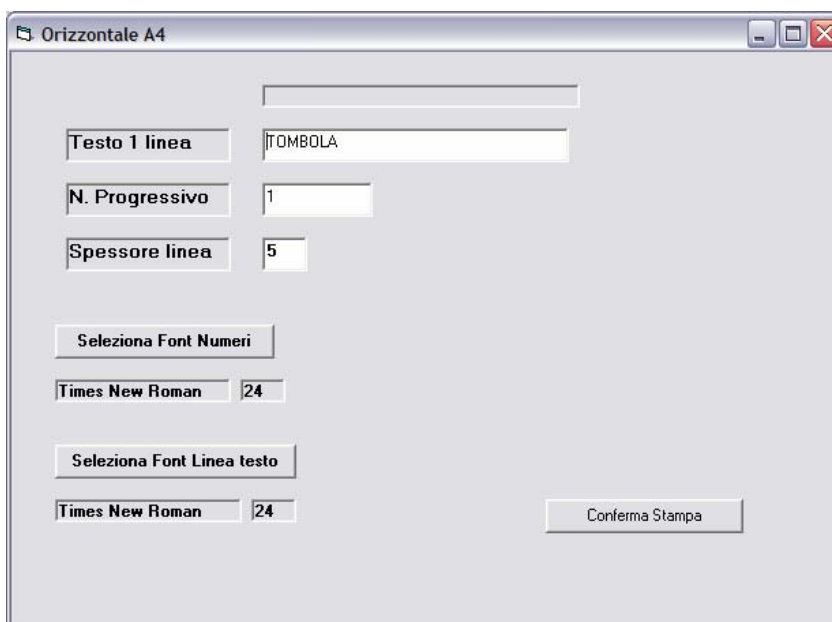 Orizzontale A4
Testo 1 linea TOMBOLA
N. Progressivo 1
Spessore linea 5
Seleziona Font Numeri
Times New Roman 24
Seleziona Font Linea testo
Times New Roman 24
Conferma Stampa